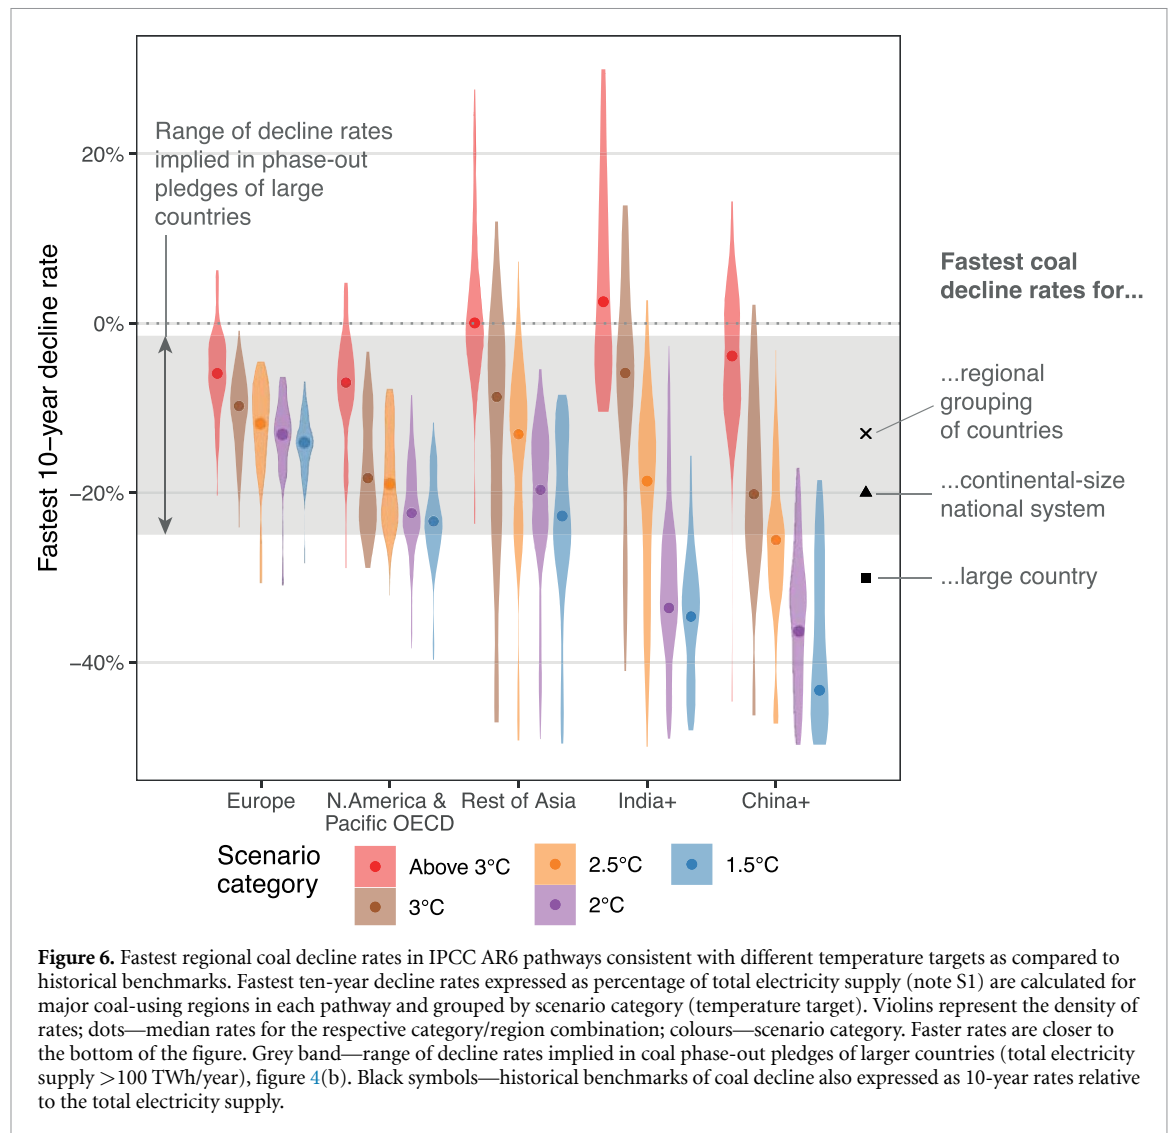 Range of decline rates
implied in phase-out
pledges of large
countries
Fastest 10−year decline rate
20%
0%
−20%
−40%
Europe
N.America &
Pacific OECD
Rest of Asia
India+
China+
Fastest coal
decline rates for...
...regional
grouping
of countries
...continental-size
national system
...large country
Scenario
category
Above 3°C
3°C
2.5°C
2°C
1.5°C
Figure 6. Fastest regional coal decline rates in IPCC AR6 pathways consistent with different temperature targets as compared to
historical benchmarks. Fastest ten-year decline rates expressed as percentage of total electricity supply (note S1) are calculated for
major coal-using regions in each pathway and grouped by scenario category (temperature target). Violins represent the density of
rates; dots—median rates for the respective category/region combination; colours—scenario category. Faster rates are closer to
the bottom of the figure. Grey band—range of decline rates implied in coal phase-out pledges of larger countries (total electricity
supply >100 TWh/year), figure 4(b). Black symbols—historical benchmarks of coal decline also expressed as 10-year rates relative
to the total electricity supply.